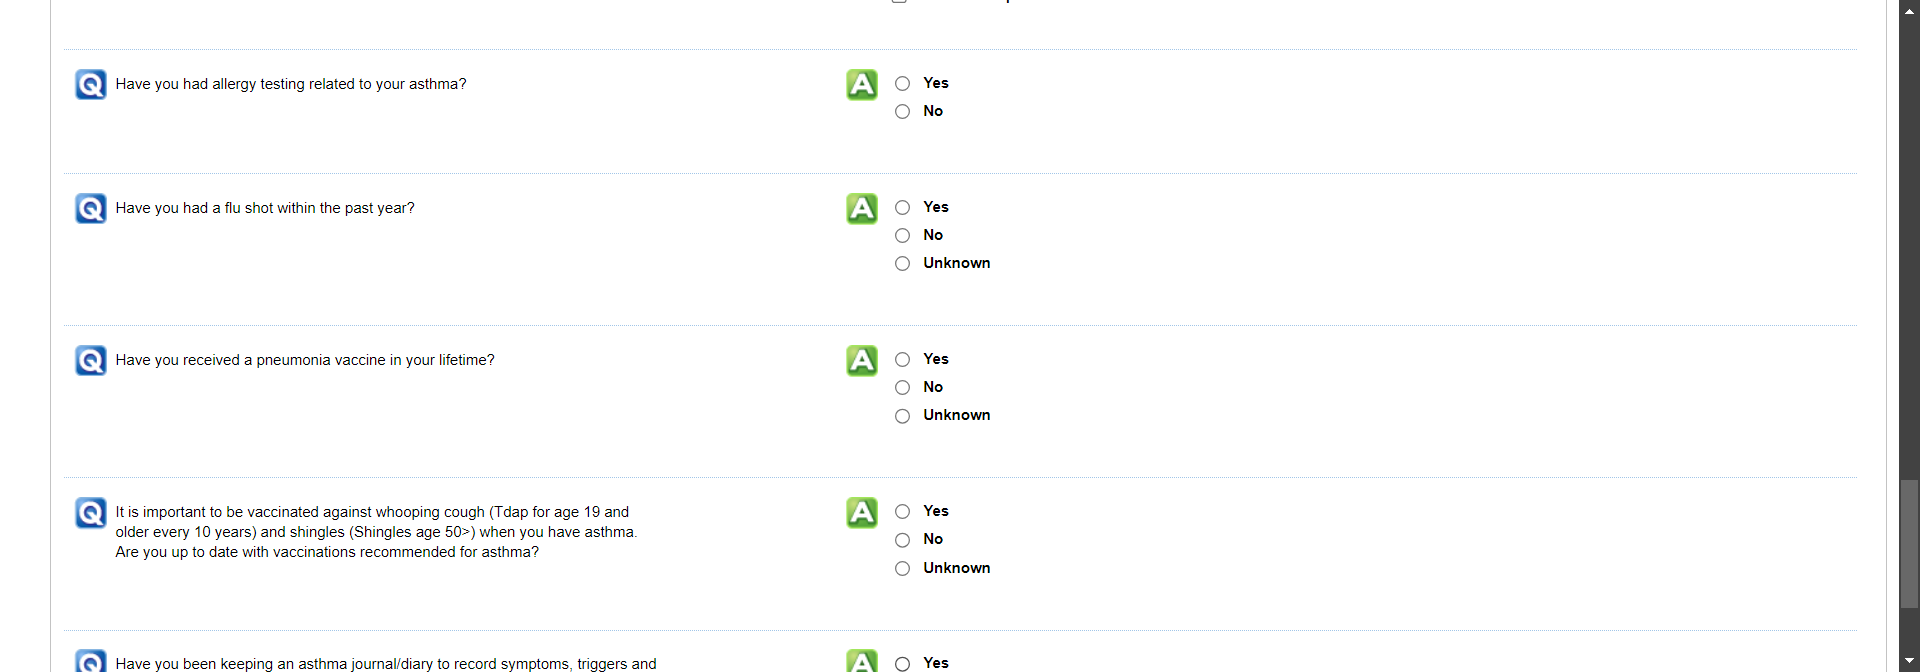 Have you had allergy testing related to your asthma?
Yes
No
Have you had a flu shot within the past year?
Yes
No
Unknown
Have you received a pneumonia vaccine in your lifetime?
Yes
No
Unknown
It is important to be vaccinated against whooping cough (Tdap for age 19 and
older every 10 years) and shingles (Shingles age 50>) when you have asthma.
Are you up to date with vaccinations recommended for asthma?
Yes
No
Unknown
Have you been keeping an asthma journal/diary to record symptoms, triggers and
Yes